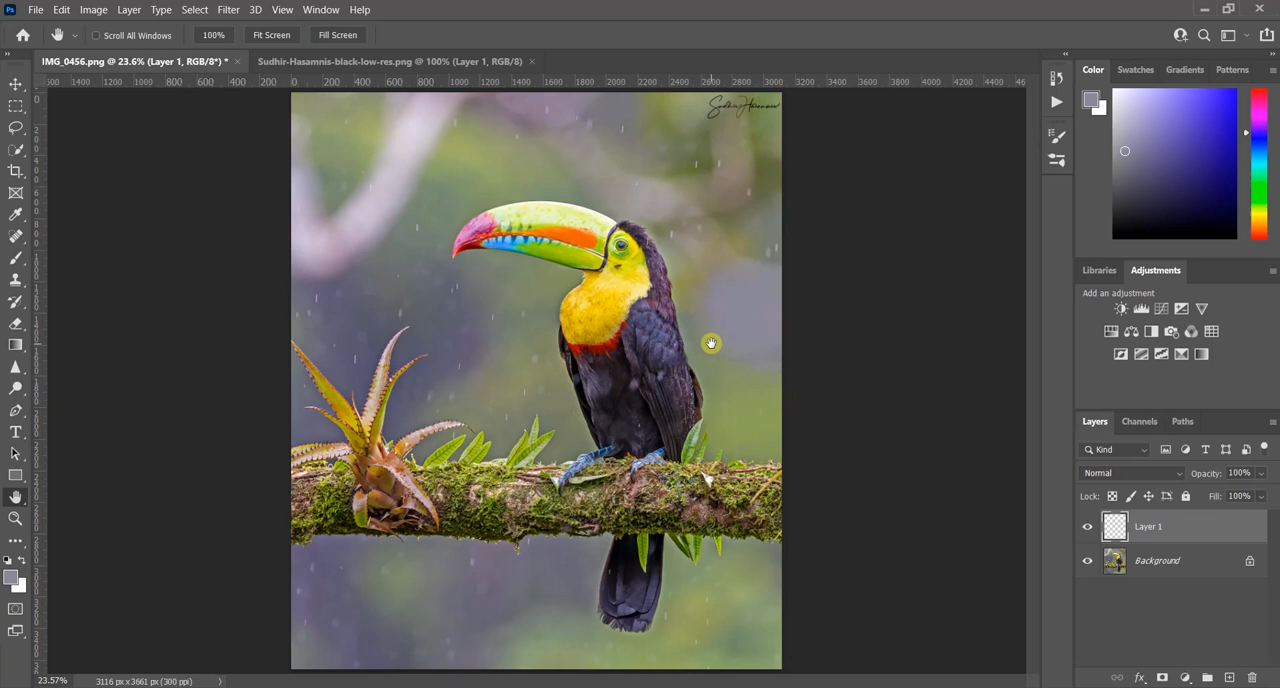 Ps File Edit Image Layer Type Select Filter 3D View Window Help
Scroll All Windows 100% Fit Screen Fill Screen
IMG_0456.png @ 23.6% (Layer 1, RGB/8*) * × Sudhir-Hasamnis-black-low-res.png @ 100% (Layer 1, RGB/8) ×
Color Swatches Gradients Patterns
Sudhir Hasamnis
Libraries Adjustments
Add an adjustment
Layers Channels Paths
Kind
Normal Opacity: 100%
Lock: Fill: 100%
Layer 1
Background
23.57% 3116 px x 3661 px (300 ppi)